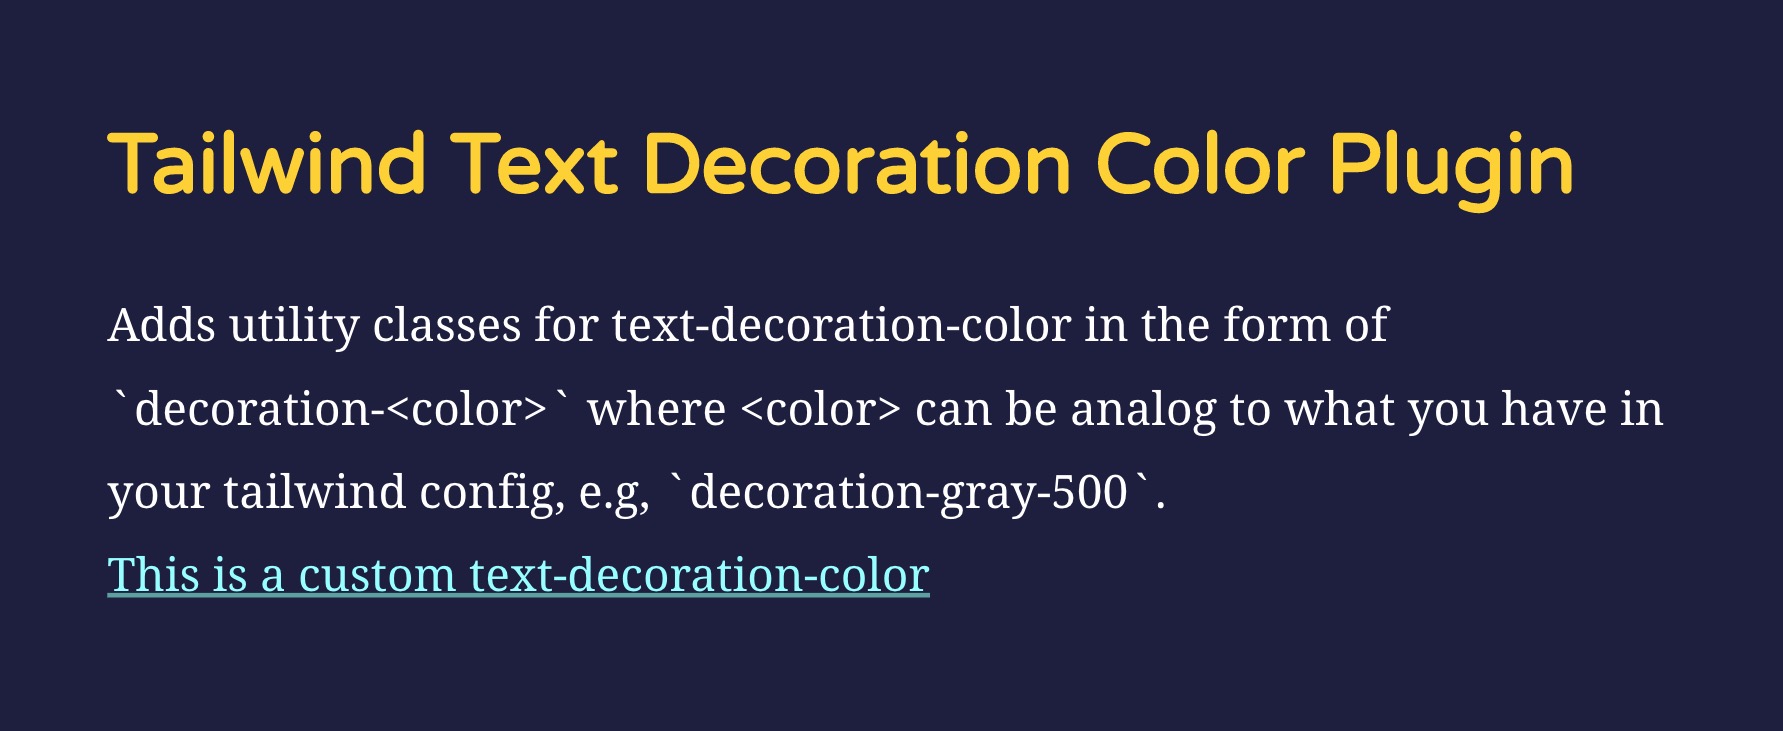 Tailwind Text Decoration Color Plugin
Adds utility classes for text-decoration-color in the form of
`decoration-<color>` where <color> can be analog to what you have in
your tailwind config, e.g, `decoration-gray-500`.
This is a custom text-decoration-color